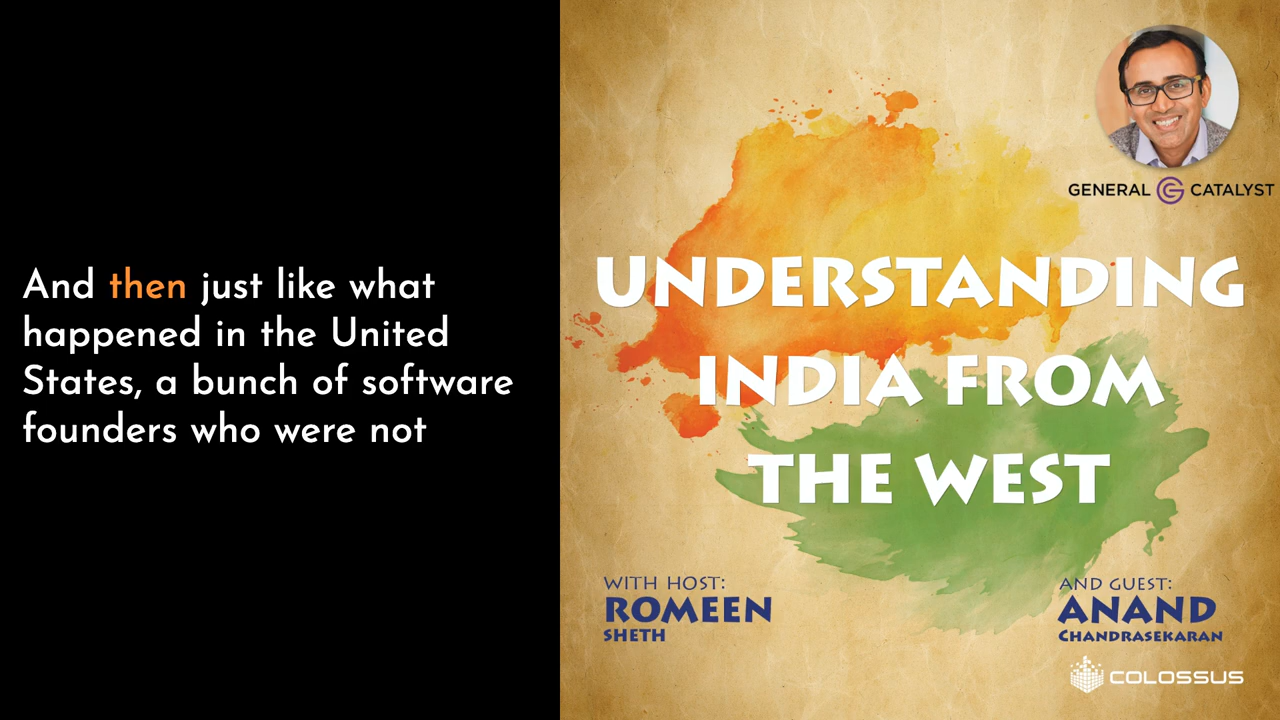 And then just like what
happened in the United
States, a bunch of software
founders who were not
GENERAL CATALYST
UNDERSTANDING
INDIA FROM
THE WEST
WITH HOST:
ROMEEN
SHETH
AND GUEST:
ANAND
CHANDRASEKARAN
COLOSSUS